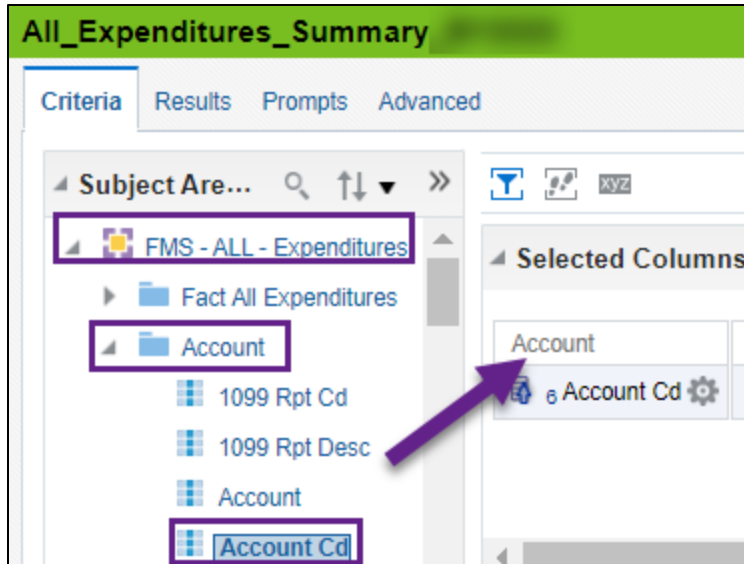 All_Expenditures_Summary
Criteria Results Prompts Advanced
Subject Are...
FMS - ALL - Expenditures
Fact All Expenditures
Account
1099 Rpt Cd
1099 Rpt Desc
Account
Account Cd
xyz
Selected Columns
Account
6 Account Cd